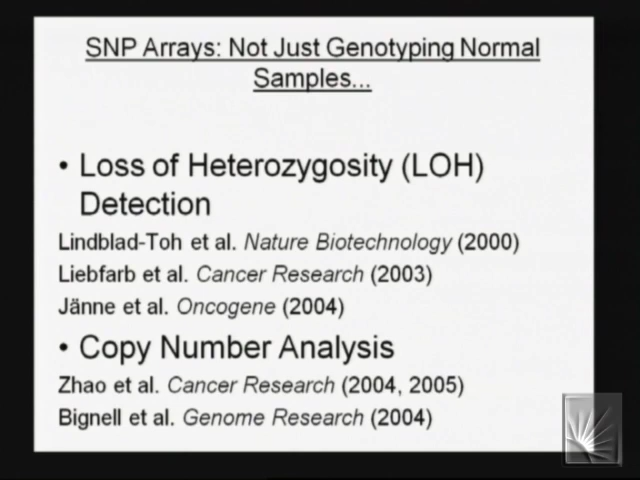 SNP Arrays: Not Just Genotyping Normal
Samples...
• Loss of Heterozygosity (LOH)
Detection
Lindblad-Toh et al. Nature Biotechnology (2000)
Liebfarb et al. Cancer Research (2003)
Jänne et al. Oncogene (2004)
• Copy Number Analysis
Zhao et al. Cancer Research (2004, 2005)
Bignell et al. Genome Research (2004)